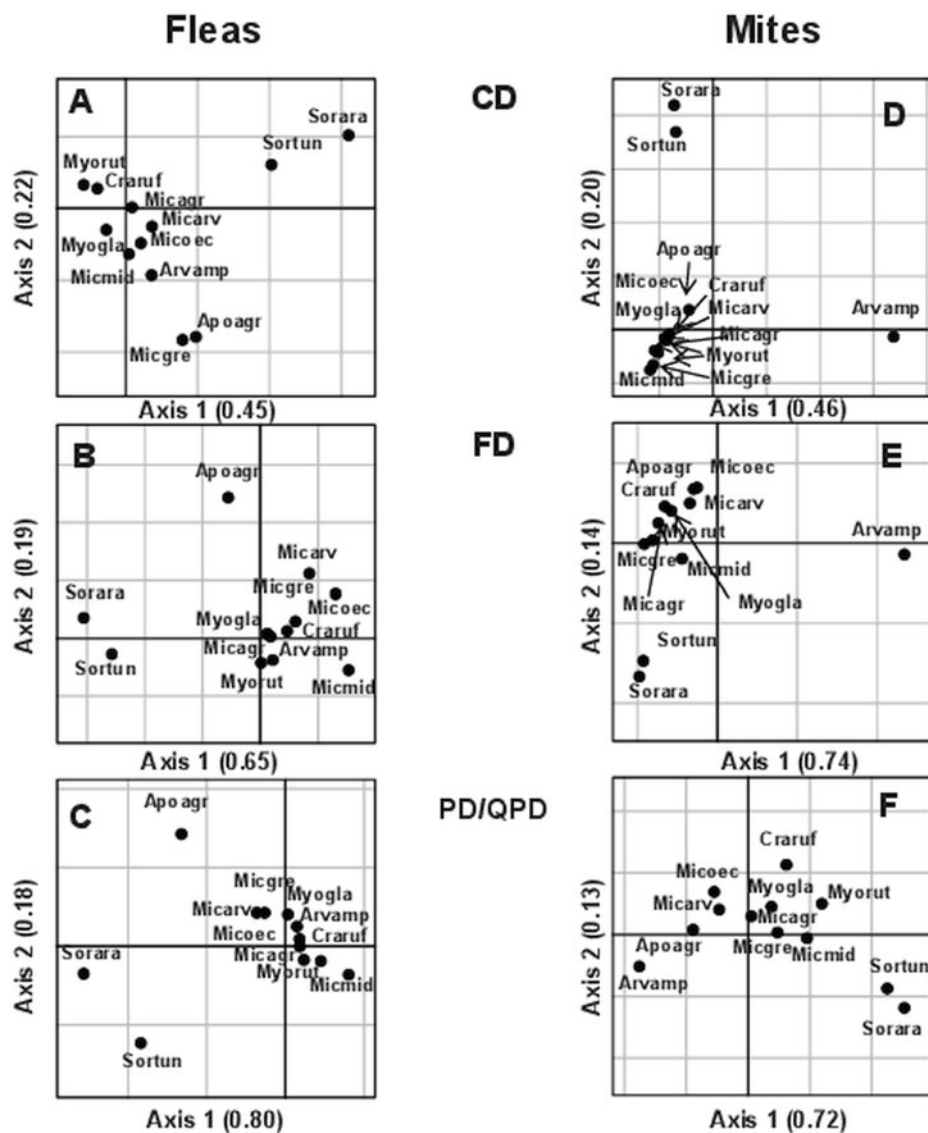 Fleas
Mites
CD
A
Sorara
Sortun
Myorut
Craruf
Micagr
Micarv
Myogla
Micoec
Micmid
Arvamp
Apoagr
Micgre
Axis 2 (0.22)
Axis 1 (0.45)
D
Sorara
Sortun
Apoagr
Micoec
Craruf
Myogla
Micarv
Arvamp
Micagr
Myorut
Micmid
Micgre
Axis 2 (0.20)
Axis 1 (0.46)
FD
B
Apoagr
Micarv
Micgre
Sorara
Micoec
Myogla
Craruf
Micagr
Arvamp
Sortun
Myorut
Micmid
Axis 2 (0.19)
Axis 1 (0.65)
E
Apoagr
Micoec
Craruf
Micarv
Arvamp
Myorut
Micgre
Micmid
Micagr
Myogla
Sortun
Sorara
Axis 2 (0.14)
Axis 1 (0.74)
PD/QPD
C
Apoagr
Micgre
Myogla
Micarv
Arvamp
Micoec
Craruf
Sorara
Micagr
Myorut
Micmid
Sortun
Axis 2 (0.18)
Axis 1 (0.80)
F
Craruf
Micoec
Myogla
Myorut
Micarv
Micagr
Apoagr
Micgre
Micmid
Arvamp
Sortun
Sorara
Axis 2 (0.13)
Axis 1 (0.72)